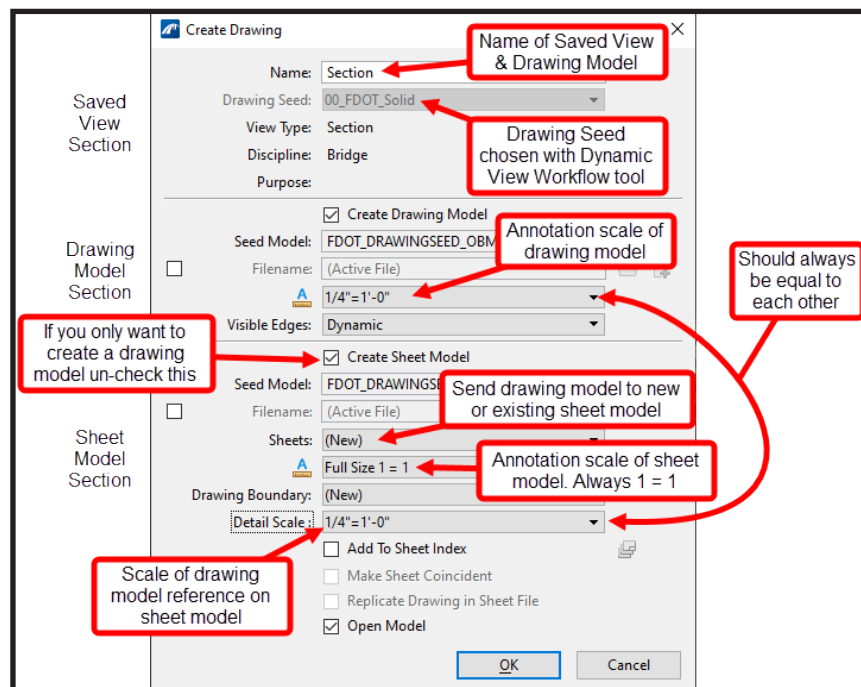 Create Drawing
Name of Saved View
& Drawing Model
Name:
Section
Saved
View
Section
Drawing Seed:
00_FDOT_Solid
View Type:
Section
Drawing Seed
chosen with Dynamic
View Workflow tool
Discipline:
Bridge
Purpose:
Create Drawing Model
Drawing
Model
Section
Seed Model:
FDOT_DRAWINGSEED_OBM
Annotation scale of
drawing model
Should always
be equal to
each other
Filename:
(Active File)
A
1/4"=1'-0"
Visible Edges:
Dynamic
If you only want to
create a drawing
model un-check this
Create Sheet Model
Seed Model:
FDOT_DRAWINGSE
Send drawing model to new
or existing sheet model
Filename:
(Active File)
Sheet
Model
Section
Sheets:
(New)
A
Full Size 1 = 1
Annotation scale of sheet
model. Always 1 = 1
Drawing Boundary:
(New)
Detail Scale :
1/4"=1'-0"
Add To Sheet Index
Scale of drawing
model reference on
sheet model
Make Sheet Coincident
Replicate Drawing in Sheet File
Open Model
OK
Cancel